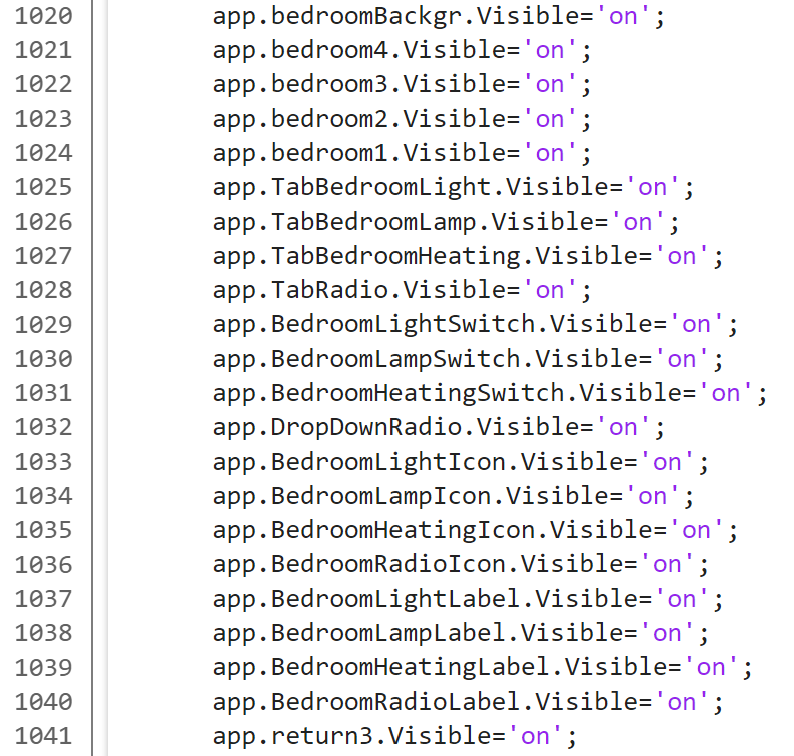 1020 app.bedroomBackgr.Visible='on';
1021 app.bedroom4.Visible='on';
1022 app.bedroom3.Visible='on';
1023 app.bedroom2.Visible='on';
1024 app.bedroom1.Visible='on';
1025 app.TabBedroomLight.Visible='on';
1026 app.TabBedroomLamp.Visible='on';
1027 app.TabBedroomHeating.Visible='on';
1028 app.TabRadio.Visible='on';
1029 app.BedroomLightSwitch.Visible='on';
1030 app.BedroomLampSwitch.Visible='on';
1031 app.BedroomHeatingSwitch.Visible='on';
1032 app.DropDownRadio.Visible='on';
1033 app.BedroomLightIcon.Visible='on';
1034 app.BedroomLampIcon.Visible='on';
1035 app.BedroomHeatingIcon.Visible='on';
1036 app.BedroomRadioIcon.Visible='on';
1037 app.BedroomLightLabel.Visible='on';
1038 app.BedroomLampLabel.Visible='on';
1039 app.BedroomHeatingLabel.Visible='on';
1040 app.BedroomRadioLabel.Visible='on';
1041 app.return3.Visible='on';